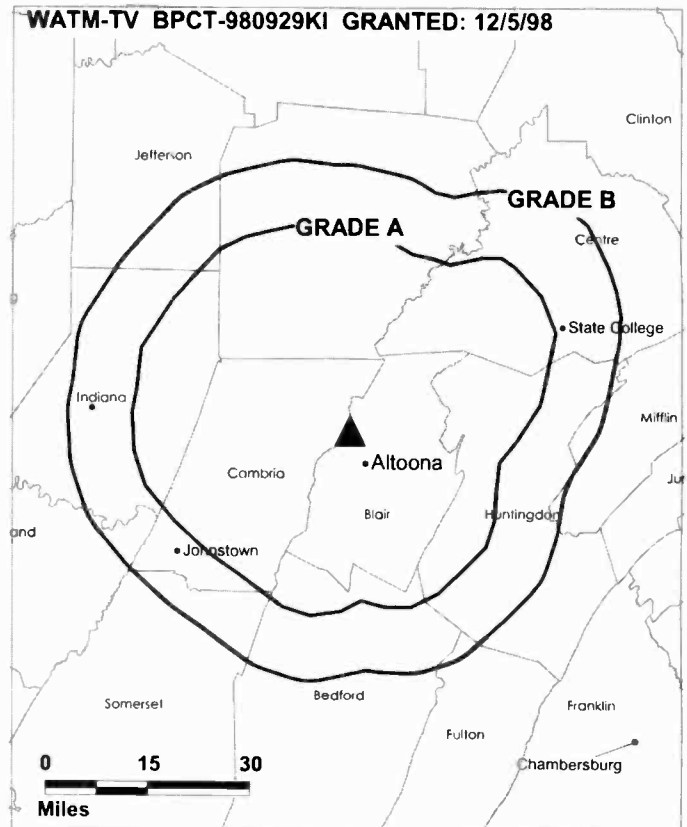 WATM-TV BPCT-980929KI GRANTED: 12/5/98
Clinton
Jefferson
GRADE B
GRADE A
Centre
State College
Indiana
Mifflin
Altoona
Cambria
Blair
Huntingdon
Johnstown
Bedford
Somerset
Franklin
Fulton
Chambersburg
0 15 30
Miles